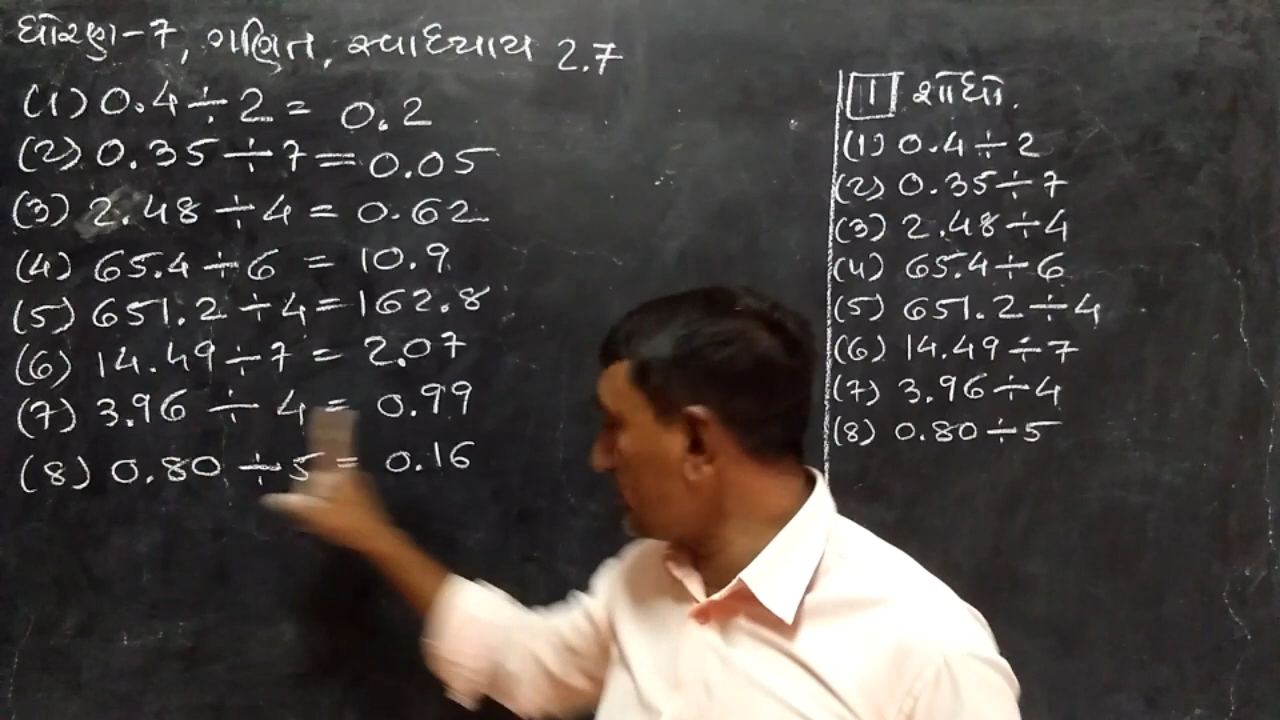 ધોરણ-7, ગણિત, સ્વાધ્યાય 2.7
(1) 0.4÷2 = 0.2
(2) 0.35÷7=0.05
(3) 2.48÷4 = 0.62
(4) 65.4÷6 = 10.9
(5) 651.2÷4=162.8
(6) 14.49÷7 = 2.07
(7) 3.96÷4 = 0.99
(8) 0.80÷5 = 0.16
1 શોધો.
(1) 0.4÷2
(2) 0.35÷7
(3) 2.48÷4
(4) 65.4÷6
(5) 651.2÷4
(6) 14.49÷7
(7) 3.96÷4
(8) 0.80÷5